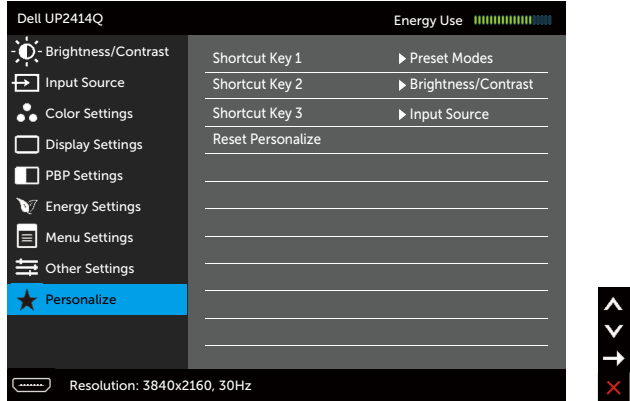 Dell UP2414Q
Energy Use
Brightness/Contrast
Input Source
Color Settings
Display Settings
PBP Settings
Energy Settings
Menu Settings
Other Settings
Personalize
Shortcut Key 1 Preset Modes
Shortcut Key 2 Brightness/Contrast
Shortcut Key 3 Input Source
Reset Personalize
Resolution: 3840x2160, 30Hz